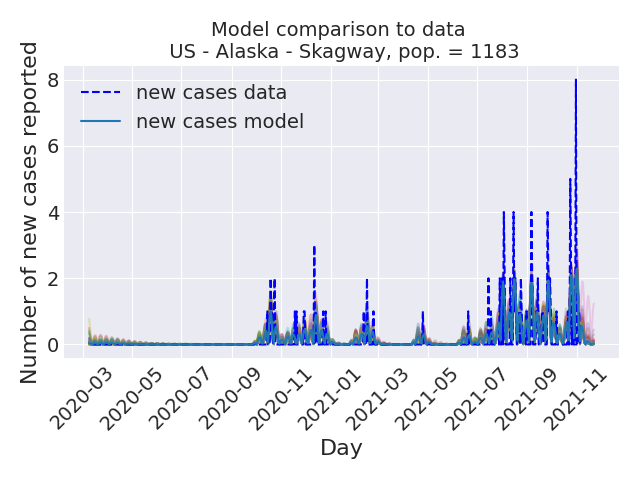 Model comparison to data
US - Alaska - Skagway, pop. = 1183
new cases data
new cases model
Number of new cases reported
8
6
4
2
0
2020-03
2020-05
2020-07
2020-09
2020-11
2021-01
2021-03
2021-05
2021-07
2021-09
2021-11
Day